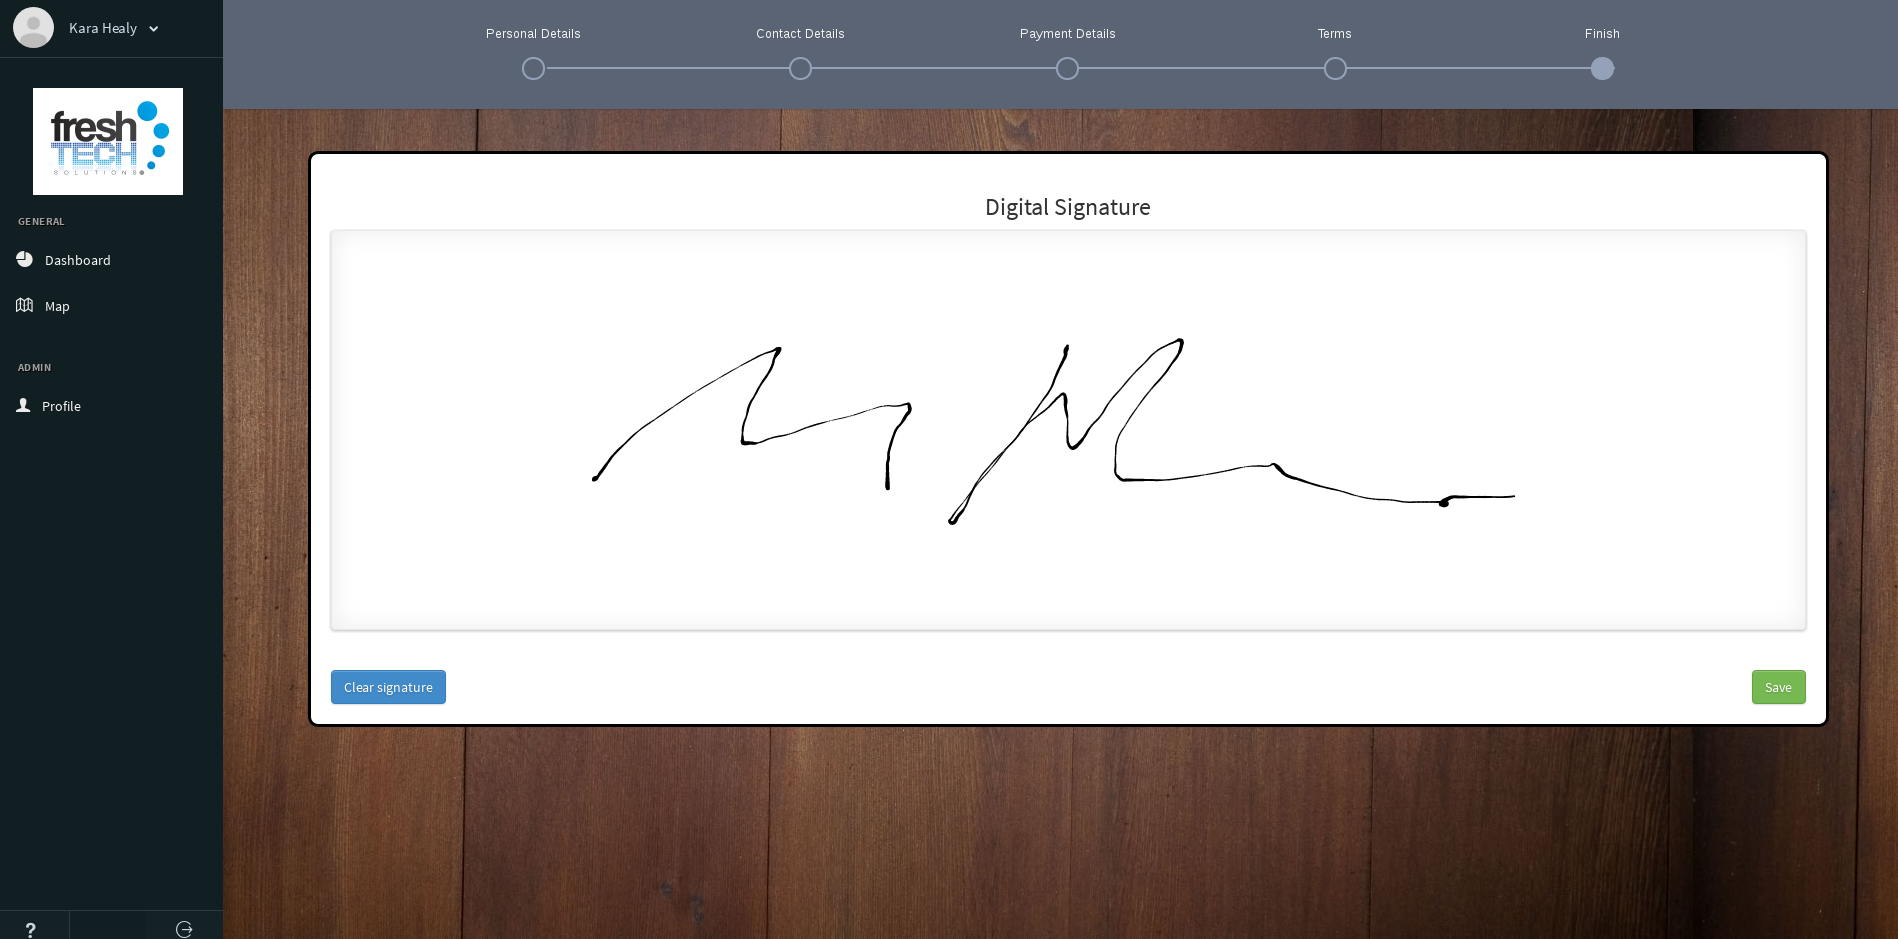 Kara Healy
Personal Details
Contact Details
Payment Details
Terms
Finish
fresh
TECH
SOLUTIONS
GENERAL
Dashboard
Map
ADMIN
Profile
Digital Signature
Clear signature
Save
?